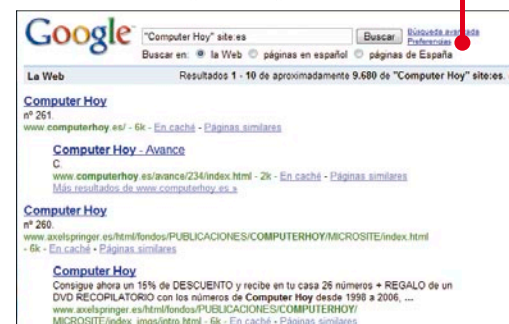 Google
"Computer Hoy" site:es
Buscar
Búsqueda avanzada
Preferencias
Buscar en: la Web páginas en español páginas de España
La Web
Resultados 1 - 10 de aproximadamente 9.680 de "Computer Hoy" site:es.
Computer Hoy
nº 261.
www.computerhoy.es/ - 6k - En caché - Páginas similares
Computer Hoy - Avance
C.
www.computerhoy.es/avance/234/index.html - 2k - En caché - Páginas similares
Más resultados de www.computerhoy.es »
Computer Hoy
nº 260.
www.axelspringer.es/html/fondos/PUBLICACIONES/COMPUTERHOY/MICROSITE/index.html
- 6k - En caché - Páginas similares
Computer Hoy
Consigue ahora un 15% de DESCUENTO y recibe en tu casa 26 números + REGALO de un
DVD RECOPILATORIO con los números de Computer Hoy desde 1998 a 2006, ...
www.axelspringer.es/html/fondos/PUBLICACIONES/COMPUTERHOY/
MICROSITE/index_imgs/intro.html - 6k - En caché - Páginas similares